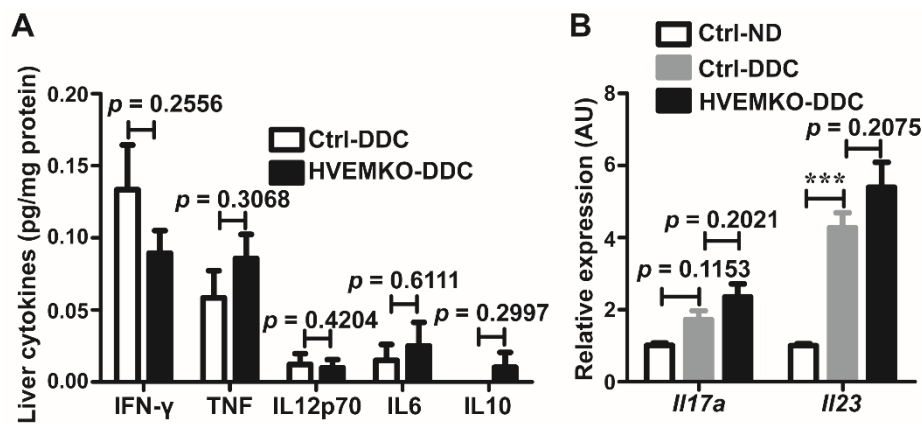 A
Liver cytokines (pg/mg protein)
0.20
0.15
0.10
0.05
0.00
p = 0.2556
p = 0.3068
p = 0.4204
p = 0.6111
p = 0.2997
Ctrl-DDC
HVEMKO-DDC
IFN-γ TNF IL12p70 IL6 IL10
B
Ctrl-ND
Ctrl-DDC
HVEMKO-DDC
Relative expression (AU)
8
6
4
2
0
p = 0.2075
***
p = 0.2021
p = 0.1153
Il17a Il23